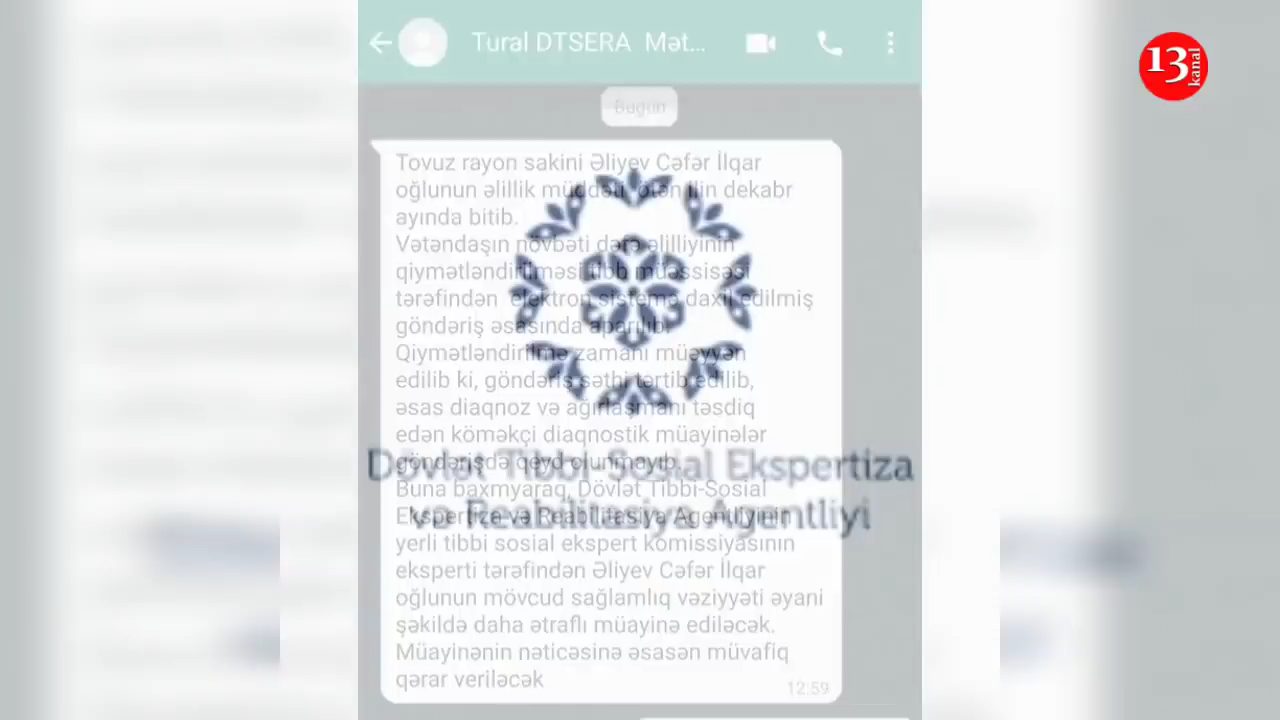 Tural DTSERA Mət...
13
kanal
Bugün
Tovuz rayon sakini Əliyev Cəfər İlqar
oğlunun əlillik müddəti ötən ilin dekabr
ayında bitib.
Vətəndaşın növbəti dəfə əlilliyinin
qiymətləndirilməsi tibb müəssisəsi
tərəfindən elektron sistemə daxil edilmiş
göndəriş əsasında aparılıb.
Qiymətləndirilmə zamanı müəyyən
edilib ki, göndəriş səthi tərtib edilib,
əsas diaqnoz və ağırlaşmanı təsdiq
edən köməkçi diaqnostik müayinələr
göndərişdə qeyd olunmayıb.
Buna baxmyaraq, Dövlət Tibbi-Sosial
Ekspertiza və Reabilitasiya Agentliyinin
yerli tibbi sosial ekspert komissiyasının
eksperti tərəfindən Əliyev Cəfər İlqar
oğlunun mövcud sağlamlıq vəziyyəti əyani
şəkildə daha ətraflı müayinə ediləcək.
Müayinənin nəticəsinə əsasən müvafiq
qərar veriləcək
12:59
Dövlət Tibbi-Sosial Ekspertiza
və Reabilitasiya Agentliyi